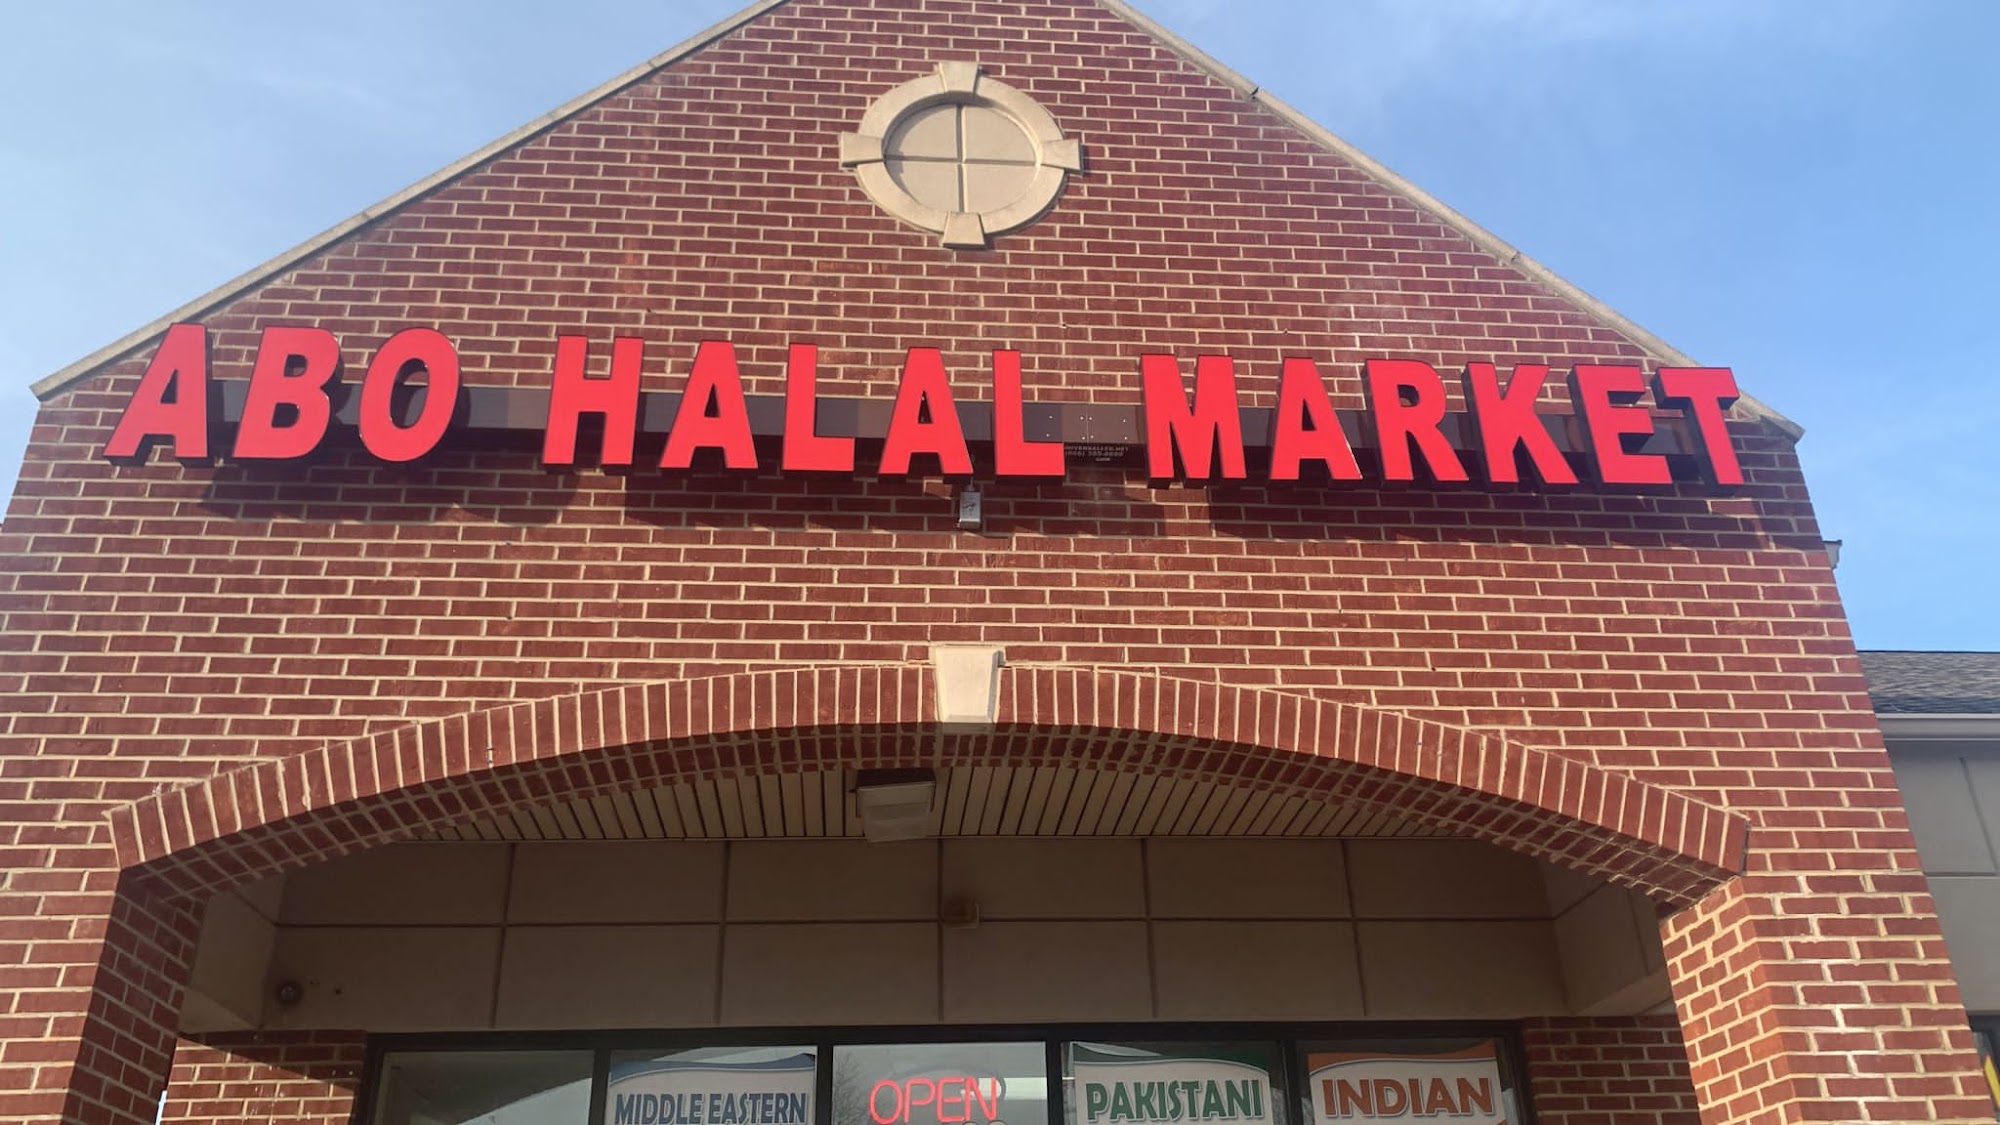 ABO HALAL MARKET
MIDDLE EASTERN
OPEN
PAKISTANI
INDIAN